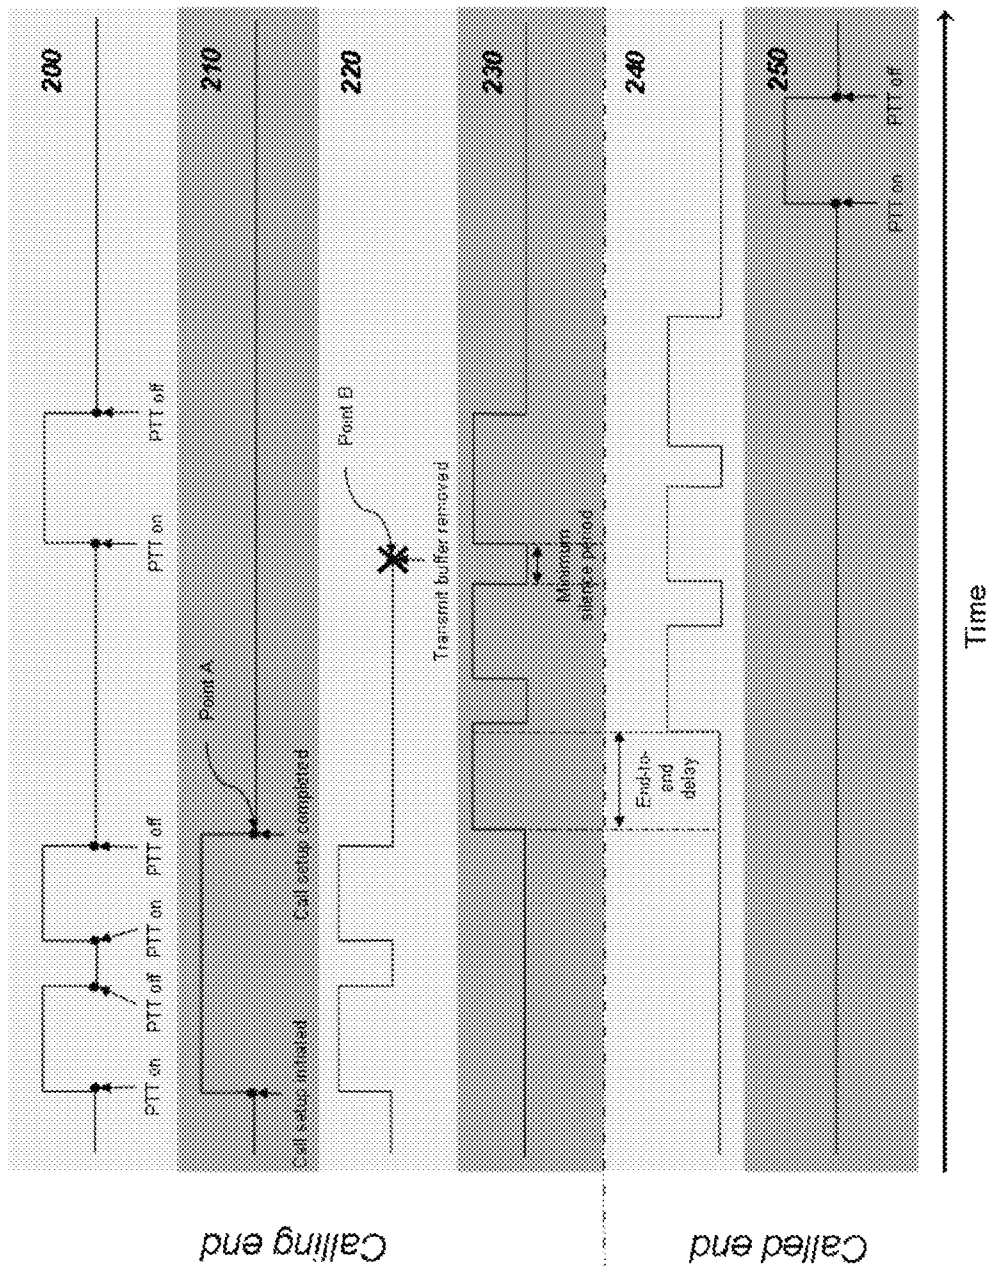 200
PTT on
PTT off
PTT on
PTT off
PTT on
PTT off
210
Call setup initiated
Call setup completed
Point A
220
Transmit buffer removed
Point B
230
Minimum
silence period
240
End-to-
and
delay
250
PTT on
PTT off
Calling end
Called end
Time